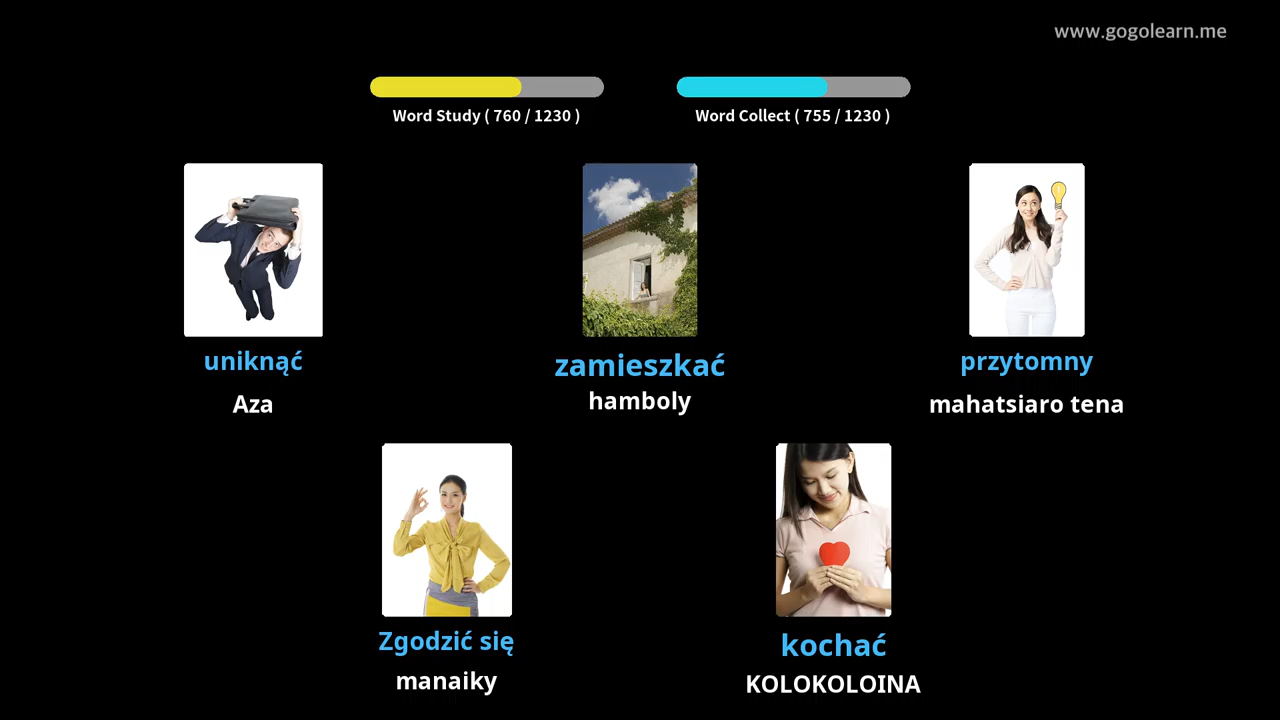 www.gogolearn.me
Word Study ( 760 / 1230 )
Word Collect ( 755 / 1230 )
uniknąć
Aza
zamieszkać
hamboly
przytomny
mahatsiaro tena
Zgodzić się
manaiky
kochać
KOLOKOLOINA